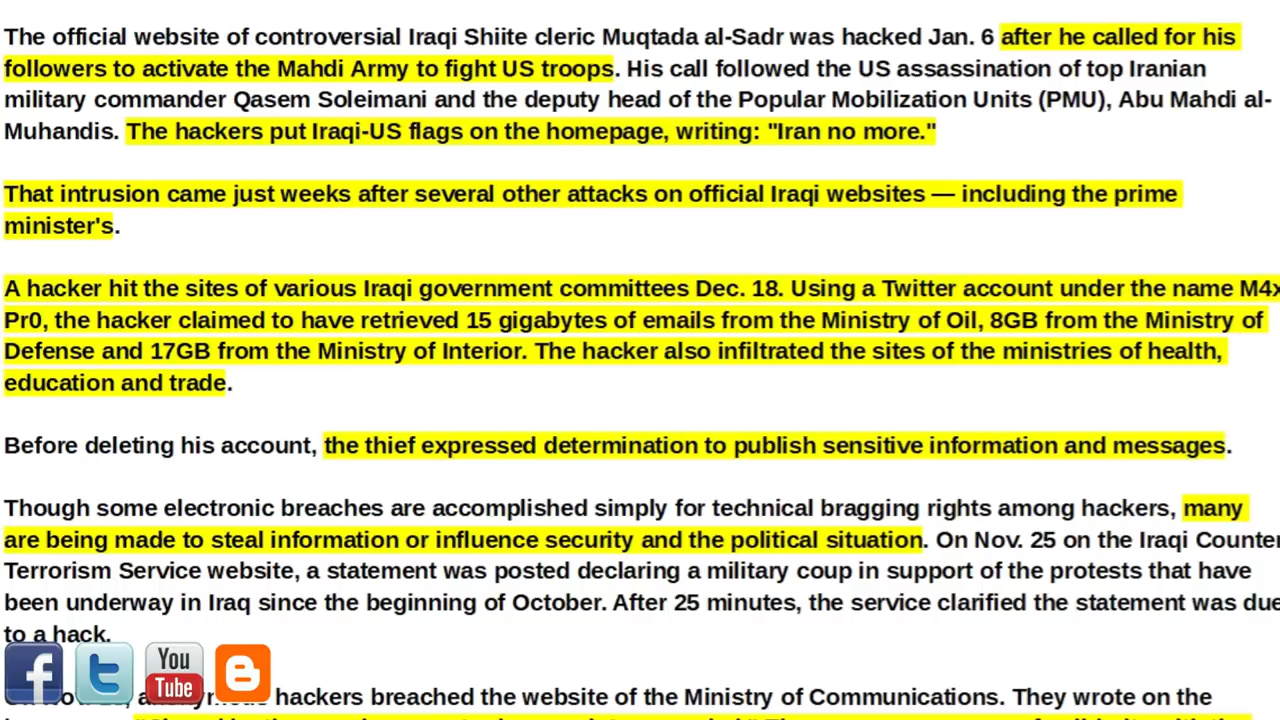 The official website of controversial Iraqi Shiite cleric Muqtada al-Sadr was hacked Jan. 6 after he called for his
followers to activate the Mahdi Army to fight US troops. His call followed the US assassination of top Iranian
military commander Qasem Soleimani and the deputy head of the Popular Mobilization Units (PMU), Abu Mahdi al-
Muhandis. The hackers put Iraqi-US flags on the homepage, writing: "Iran no more."
That intrusion came just weeks after several other attacks on official Iraqi websites — including the prime
minister's.
A hacker hit the sites of various Iraqi government committees Dec. 18. Using a Twitter account under the name M4x
Pr0, the hacker claimed to have retrieved 15 gigabytes of emails from the Ministry of Oil, 8GB from the Ministry of
Defense and 17GB from the Ministry of Interior. The hacker also infiltrated the sites of the ministries of health,
education and trade.
Before deleting his account, the thief expressed determination to publish sensitive information and messages.
Though some electronic breaches are accomplished simply for technical bragging rights among hackers, many
are being made to steal information or influence security and the political situation. On Nov. 25 on the Iraqi Counter
Terrorism Service website, a statement was posted declaring a military coup in support of the protests that have
been underway in Iraq since the beginning of October. After 25 minutes, the service clarified the statement was due
to a hack.
You
Tube
hackers breached the website of the Ministry of Communications. They wrote on the